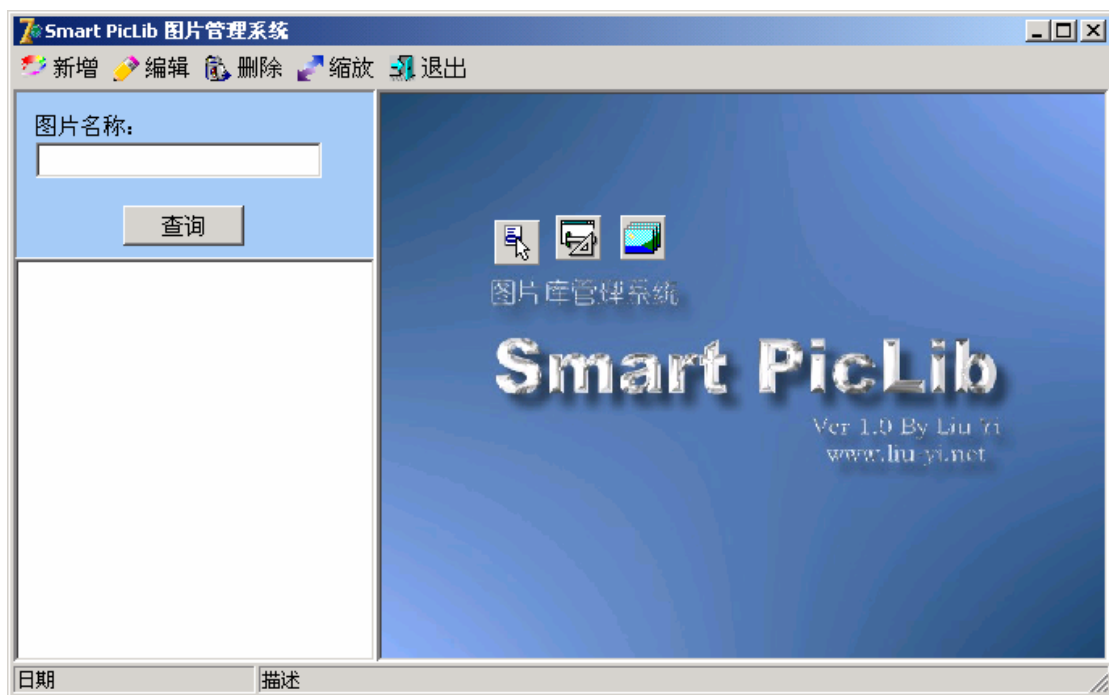 Smart PicLib 图片管理系统
新增 编辑 删除 缩放 退出
图片名称：
查询
图片库管理系统
Smart PicLib
Ver 1.0 By Liu Yi
www.liu-yi.net
日期 描述